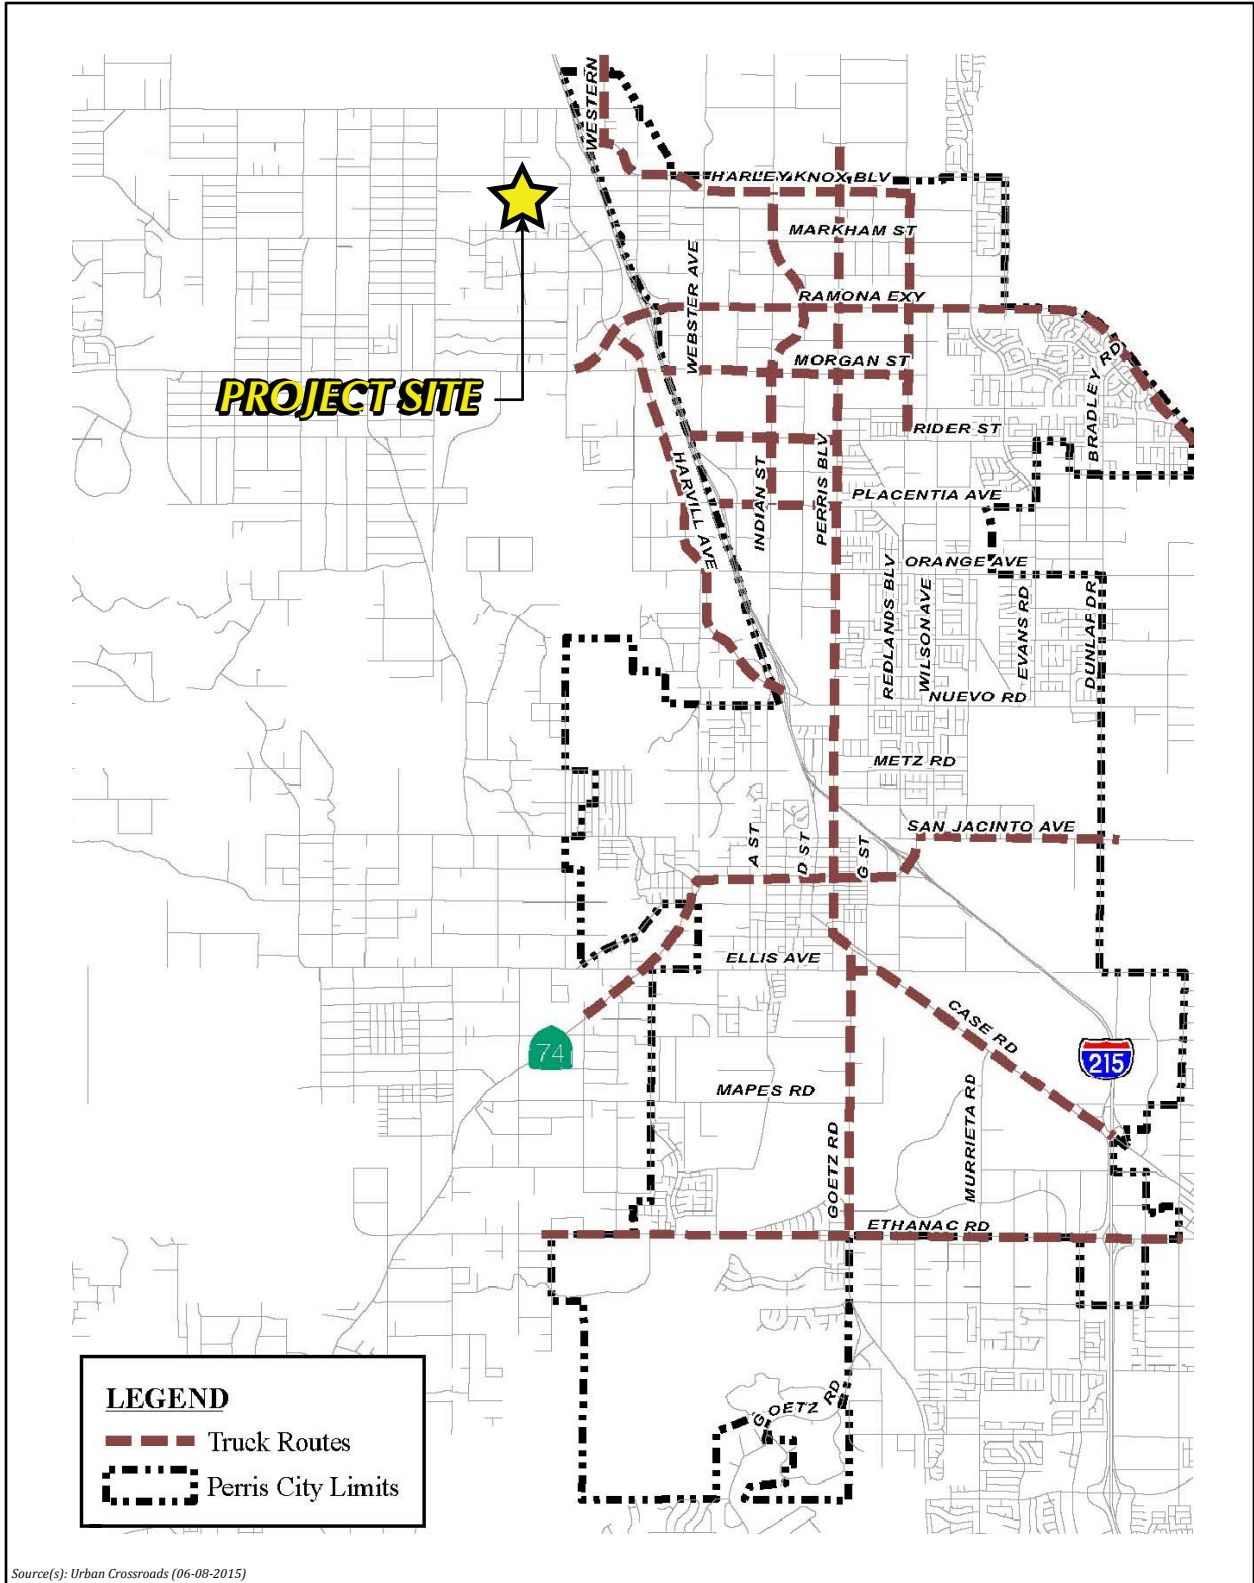 WESTERN
HARLEY KNOX BLV
MARKHAM ST
WEBSTER AVE
RAMONA EXY
MORGAN ST
BRADLEY RD
PROJECT SITE
RIDER ST
HARVILL AVE
INDIAN ST
PERRIS BLV
PLACENTIA AVE
ORANGE AVE
REDLANDS BLV
WILSON AVE
EVANS RD
DUNLAP DR
NUEVO RD
METZ RD
SAN JACINTO AVE
A ST
D ST
G ST
ELLIS AVE
CASE RD
74
215
MAPES RD
MURRIETA RD
GOETZ RD
ETHANAC RD
GOETZ RD
LEGEND
Truck Routes
Perris City Limits
Source(s): Urban Crossroads (06-08-2015)